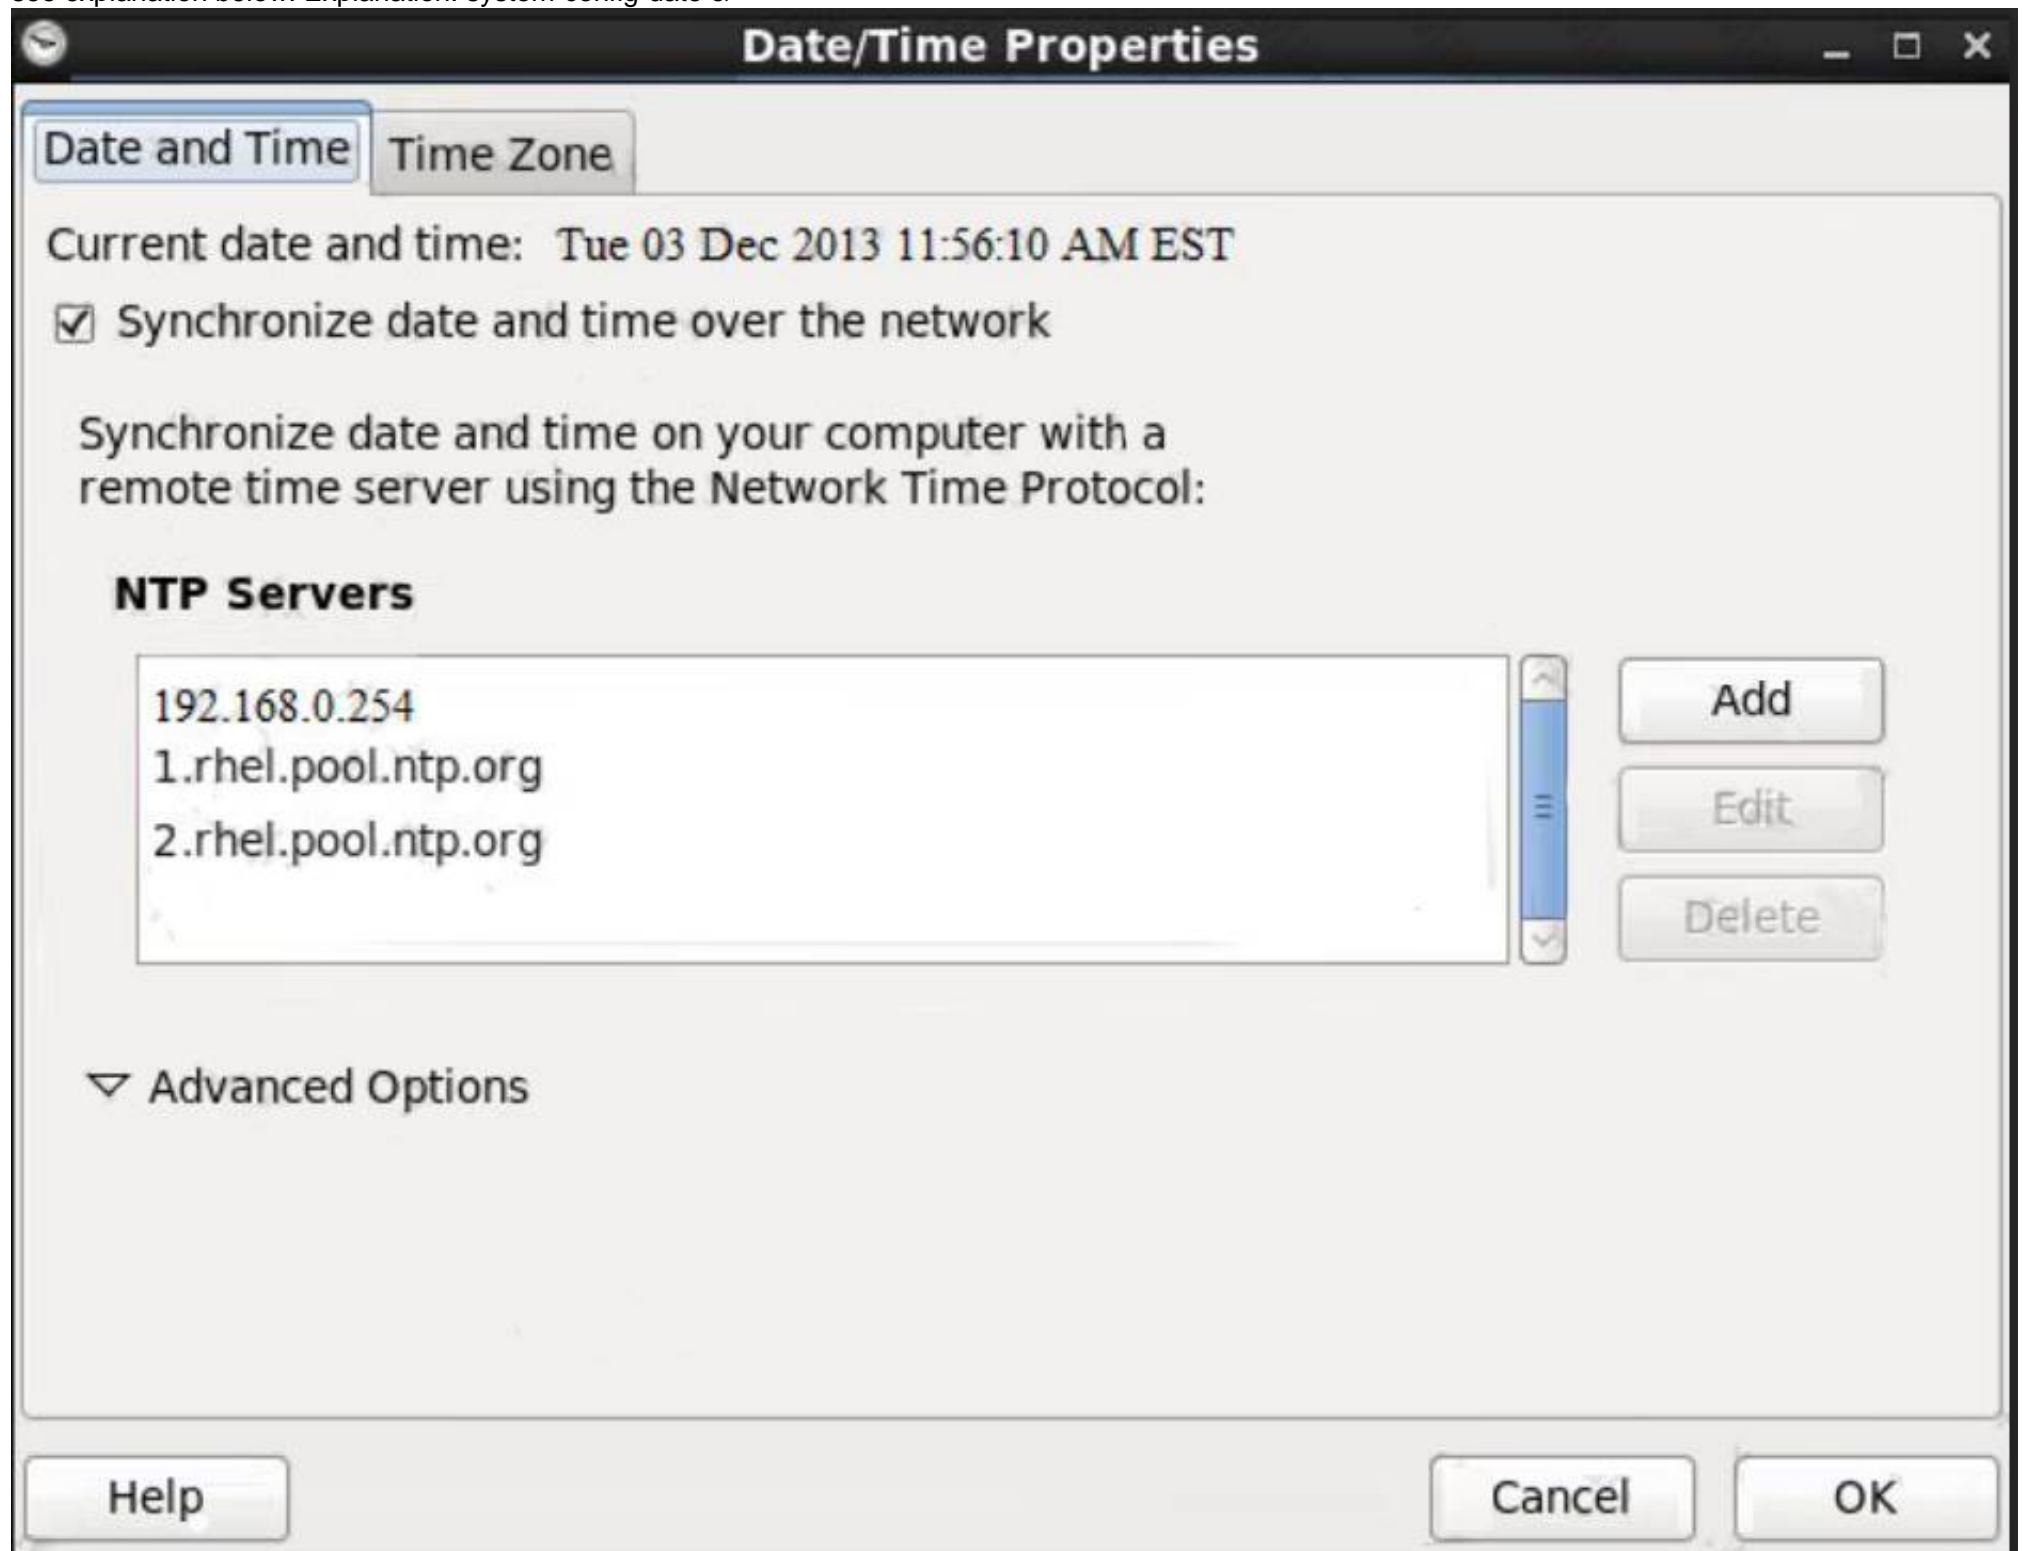 Date/Time Properties
Date and Time
Time Zone
Current date and time: Tue 03 Dec 2013 11:56:10 AM EST
Synchronize date and time over the network
Synchronize date and time on your computer with a
remote time server using the Network Time Protocol:
NTP Servers
192.168.0.254
1.rhel.pool.ntp.org
2.rhel.pool.ntp.org
Add
Edit
Delete
Advanced Options
Help
Cancel
OK